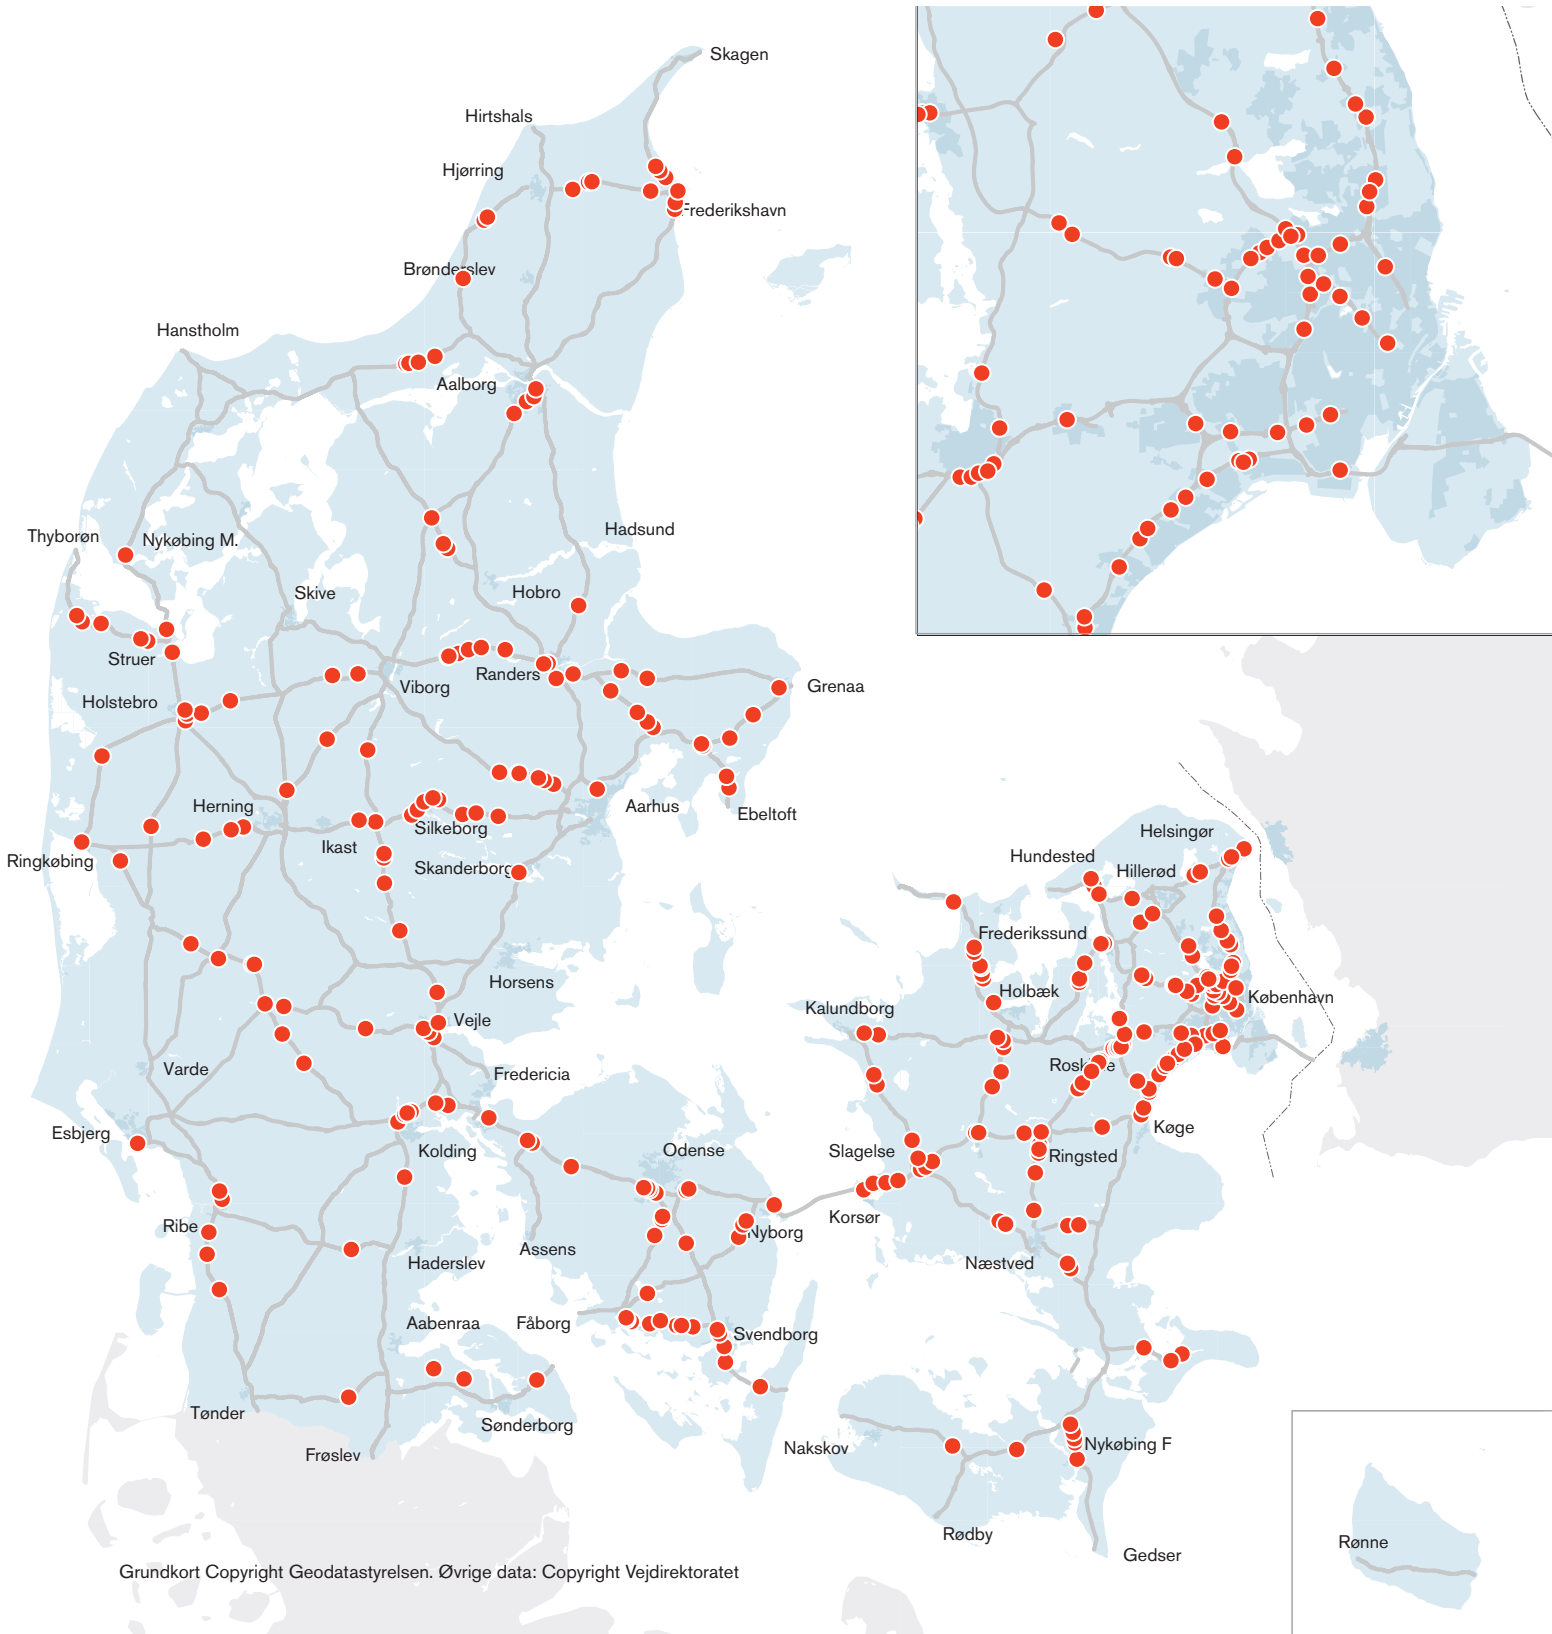 Skagen
Hirtshals
Hjørring
Frederikshavn
Brønderslev
Hanstholm
Aalborg
Thyborøn
Nykøbing M.
Hadsund
Skive
Hobro
Struer
Randers
Viborg
Grenaa
Holstebro
Herning
Aarhus
Ebeltoft
Silkeborg
Ikast
Ringkøbing
Skanderborg
Helsingør
Hundested
Hillerød
Frederikssund
Horsens
Holbæk
København
Kalundborg
Vejle
Varde
Fredericia
Roskilde
Esbjerg
Køge
Kolding
Odense
Slagelse
Ringsted
Ribe
Korsør
Nyborg
Assens
Haderslev
Næstved
Aabenraa
Fåborg
Svendborg
Tønder
Sønderborg
Nakskov
Nykøbing F
Frøslev
Rødby
Rønne
Gedser
Grundkort Copyright Geodatastyrelsen. Øvrige data: Copyright Vejdirektoratet